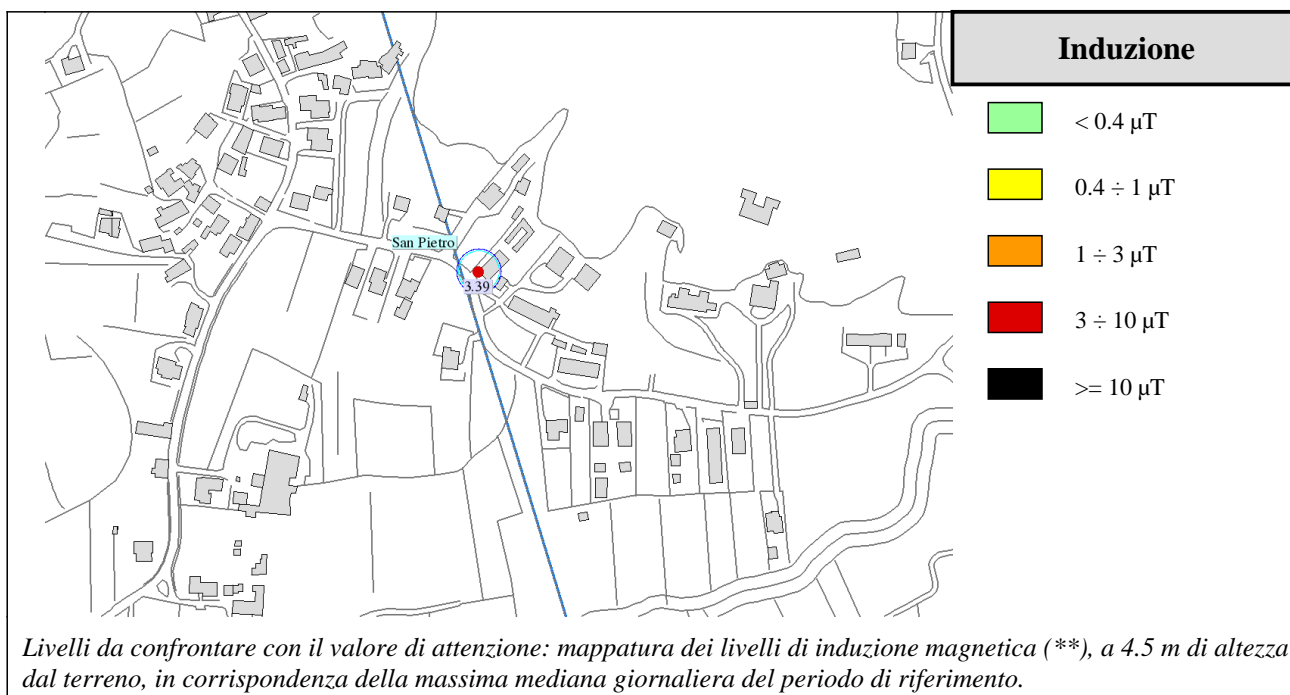 Induzione
< 0.4 µT
0.4 ÷ 1 µT
1 ÷ 3 µT
3 ÷ 10 µT
>= 10 µT
San Pietro
3.39
Livelli da confrontare con il valore di attenzione: mappatura dei livelli di induzione magnetica (**), a 4.5 m di altezza
dal terreno, in corrispondenza della massima mediana giornaliera del periodo di riferimento.